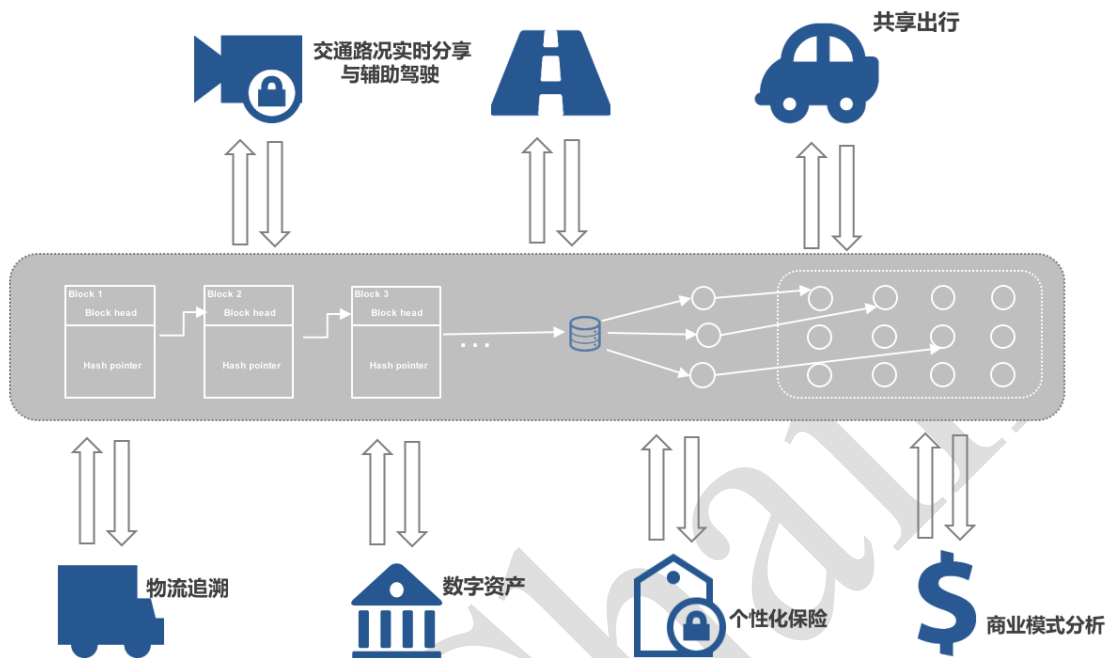 交通路况实时分享
与辅助驾驶
共享出行
Block 1
Block head
Hash pointer
Block 2
Block head
Hash pointer
Block 3
Block head
Hash pointer
...
物流追溯
数字资产
个性化保险
商业模式分析